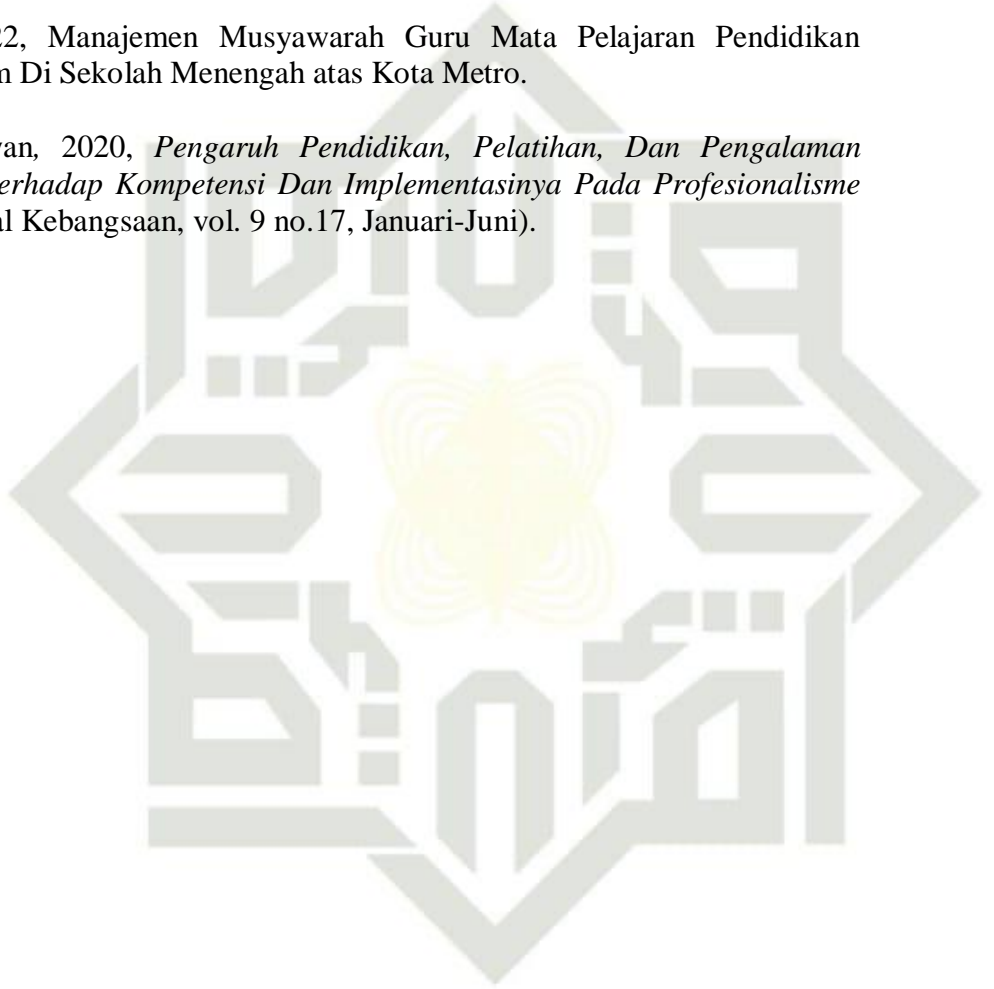 22, Manajemen Musyawarah Guru Mata Pelajaran Pendidikan
Di Sekolah Menengah atas Kota Metro.
2020, Pengaruh Pendidikan, Pelatihan, Dan Pengalaman
erhadap Kompetensi Dan Implementasinya Pada Profesionalisme
al Kebangsaan, vol. 9 no.17, Januari-Juni).